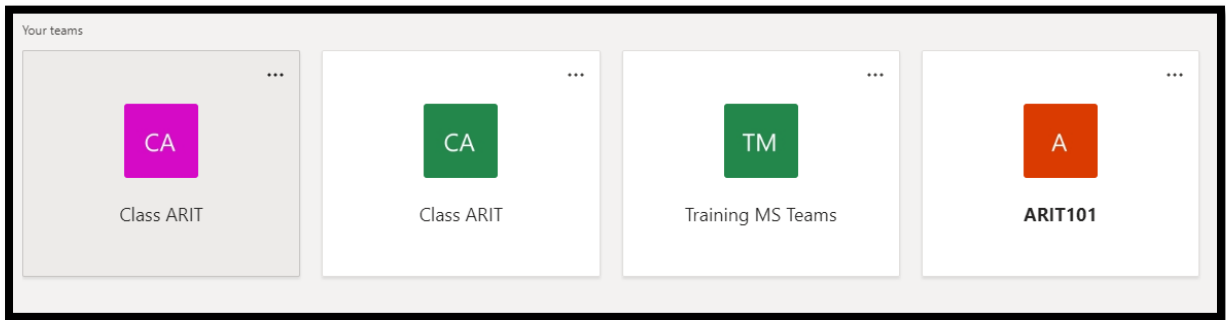 Your teams
... ... ... ...
CA CA TM A
Class ARIT Class ARIT Training MS Teams ARIT101